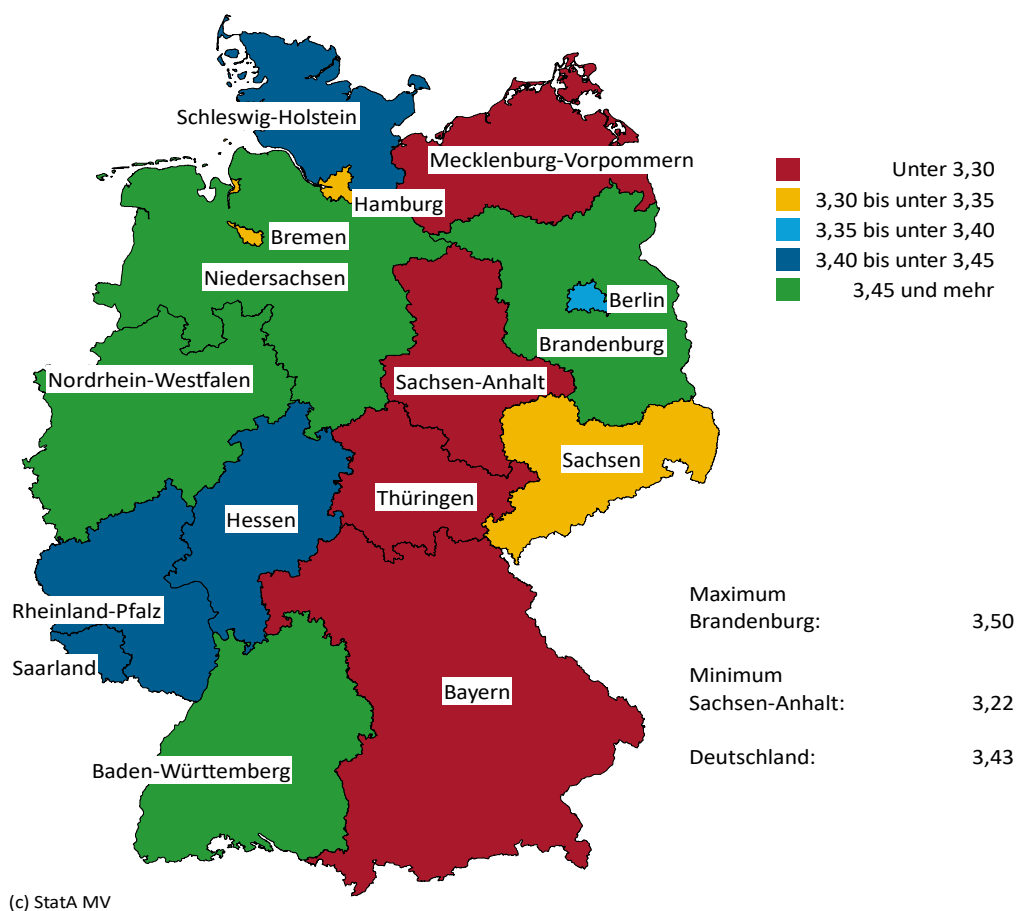 Schleswig-Holstein
Mecklenburg-Vorpommern
Hamburg
Bremen
Niedersachsen
Berlin
Brandenburg
Nordrhein-Westfalen
Sachsen-Anhalt
Sachsen
Thüringen
Hessen
Rheinland-Pfalz
Saarland
Bayern
Baden-Württemberg
Unter 3,30
3,30 bis unter 3,35
3,35 bis unter 3,40
3,40 bis unter 3,45
3,45 und mehr
Maximum
Brandenburg: 3,50
Minimum
Sachsen-Anhalt: 3,22
Deutschland: 3,43
(c) StatA MV